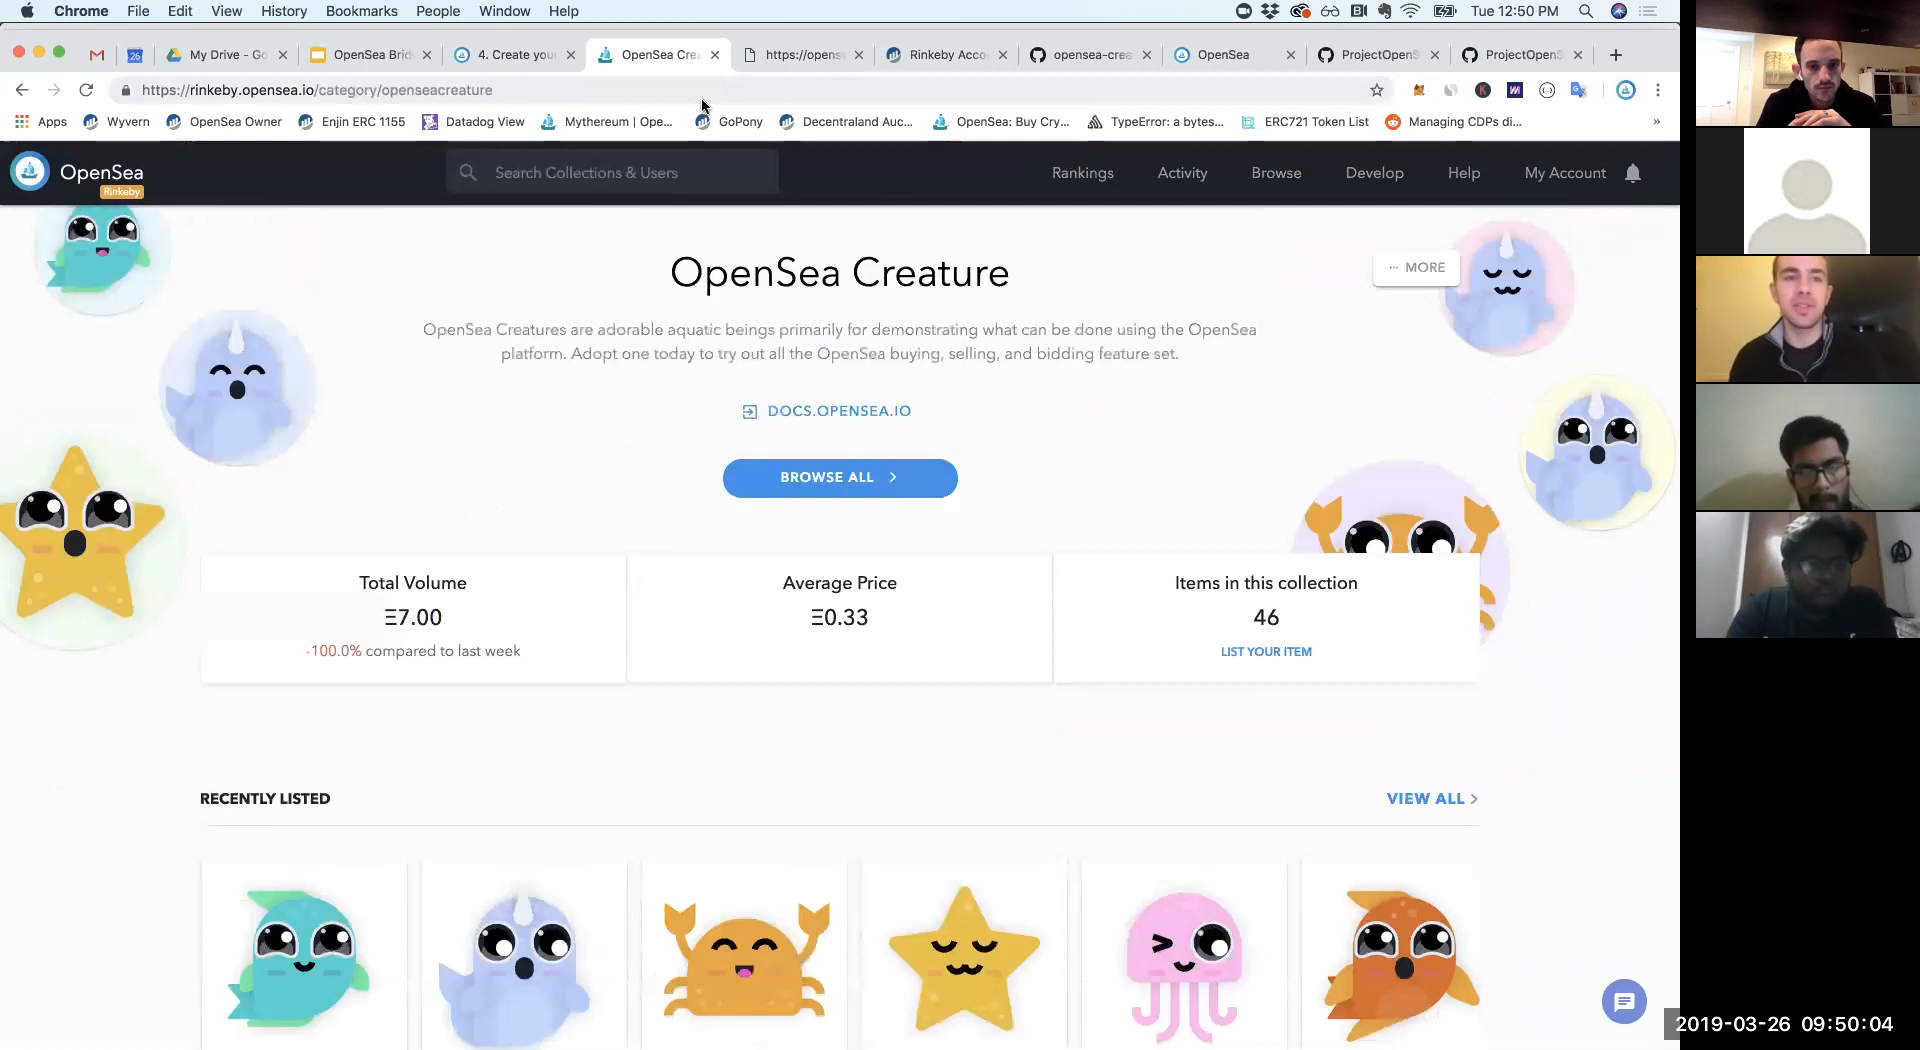 Chrome File Edit View History Bookmarks People Window Help Tue 12:50 PM
26 My Drive - Go OpenSea Brid 4. Create you OpenSea Crea https://opense Rinkeby Acco opensea-crea OpenSea ProjectOpenS ProjectOpenS
https://rinkeby.opensea.io/category/openseacreature
Apps Wyvern OpenSea Owner Enjin ERC 1155 Datadog View Mythereum | Ope... GoPony Decentraland Auc... OpenSea: Buy Cry... TypeError: a bytes... ERC721 Token List Managing CDPs di... »
OpenSea
Rinkeby
Search Collections & Users
Rankings Activity Browse Develop Help My Account
OpenSea Creature
··· MORE
OpenSea Creatures are adorable aquatic beings primarily for demonstrating what can be done using the OpenSea
platform. Adopt one today to try out all the OpenSea buying, selling, and bidding feature set.
DOCS.OPENSEA.IO
BROWSE ALL
Total Volume
Ξ7.00
-100.0% compared to last week
Average Price
Ξ0.33
Items in this collection
46
LIST YOUR ITEM
RECENTLY LISTED
VIEW ALL
2019-03-26 09:50:04